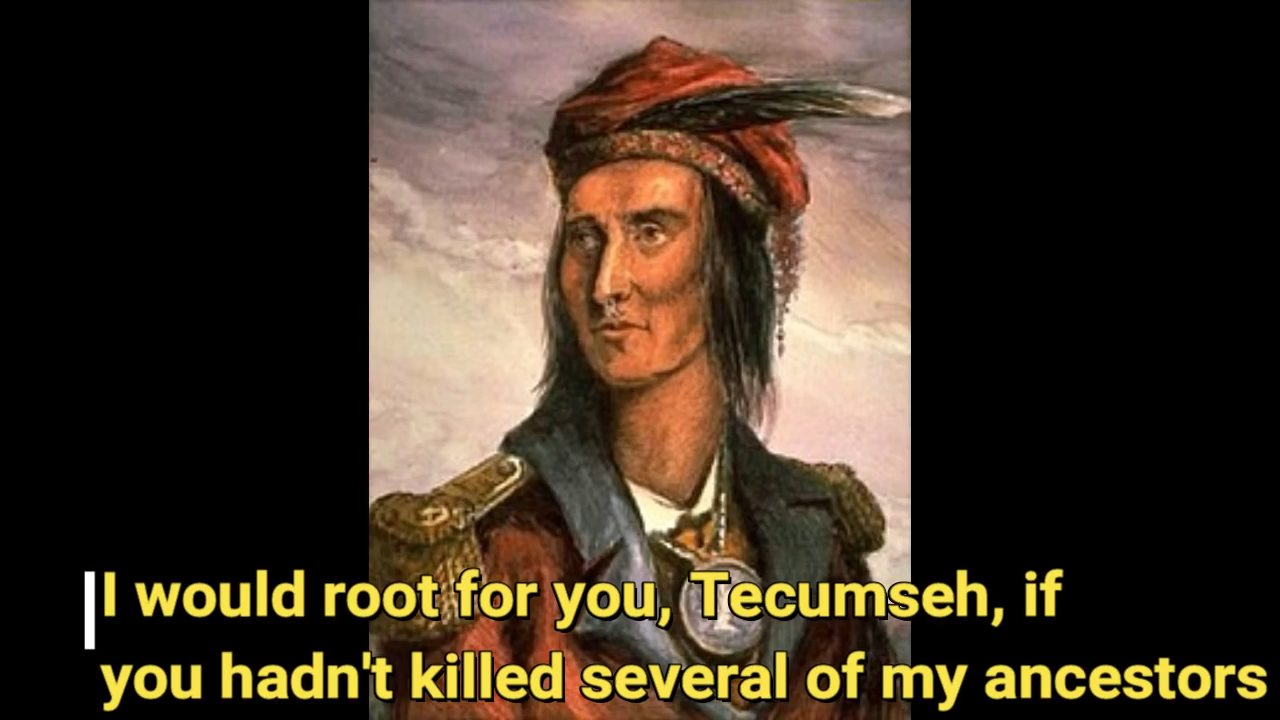 I would root for you, Tecumseh, if
you hadn't killed several of my ancestors